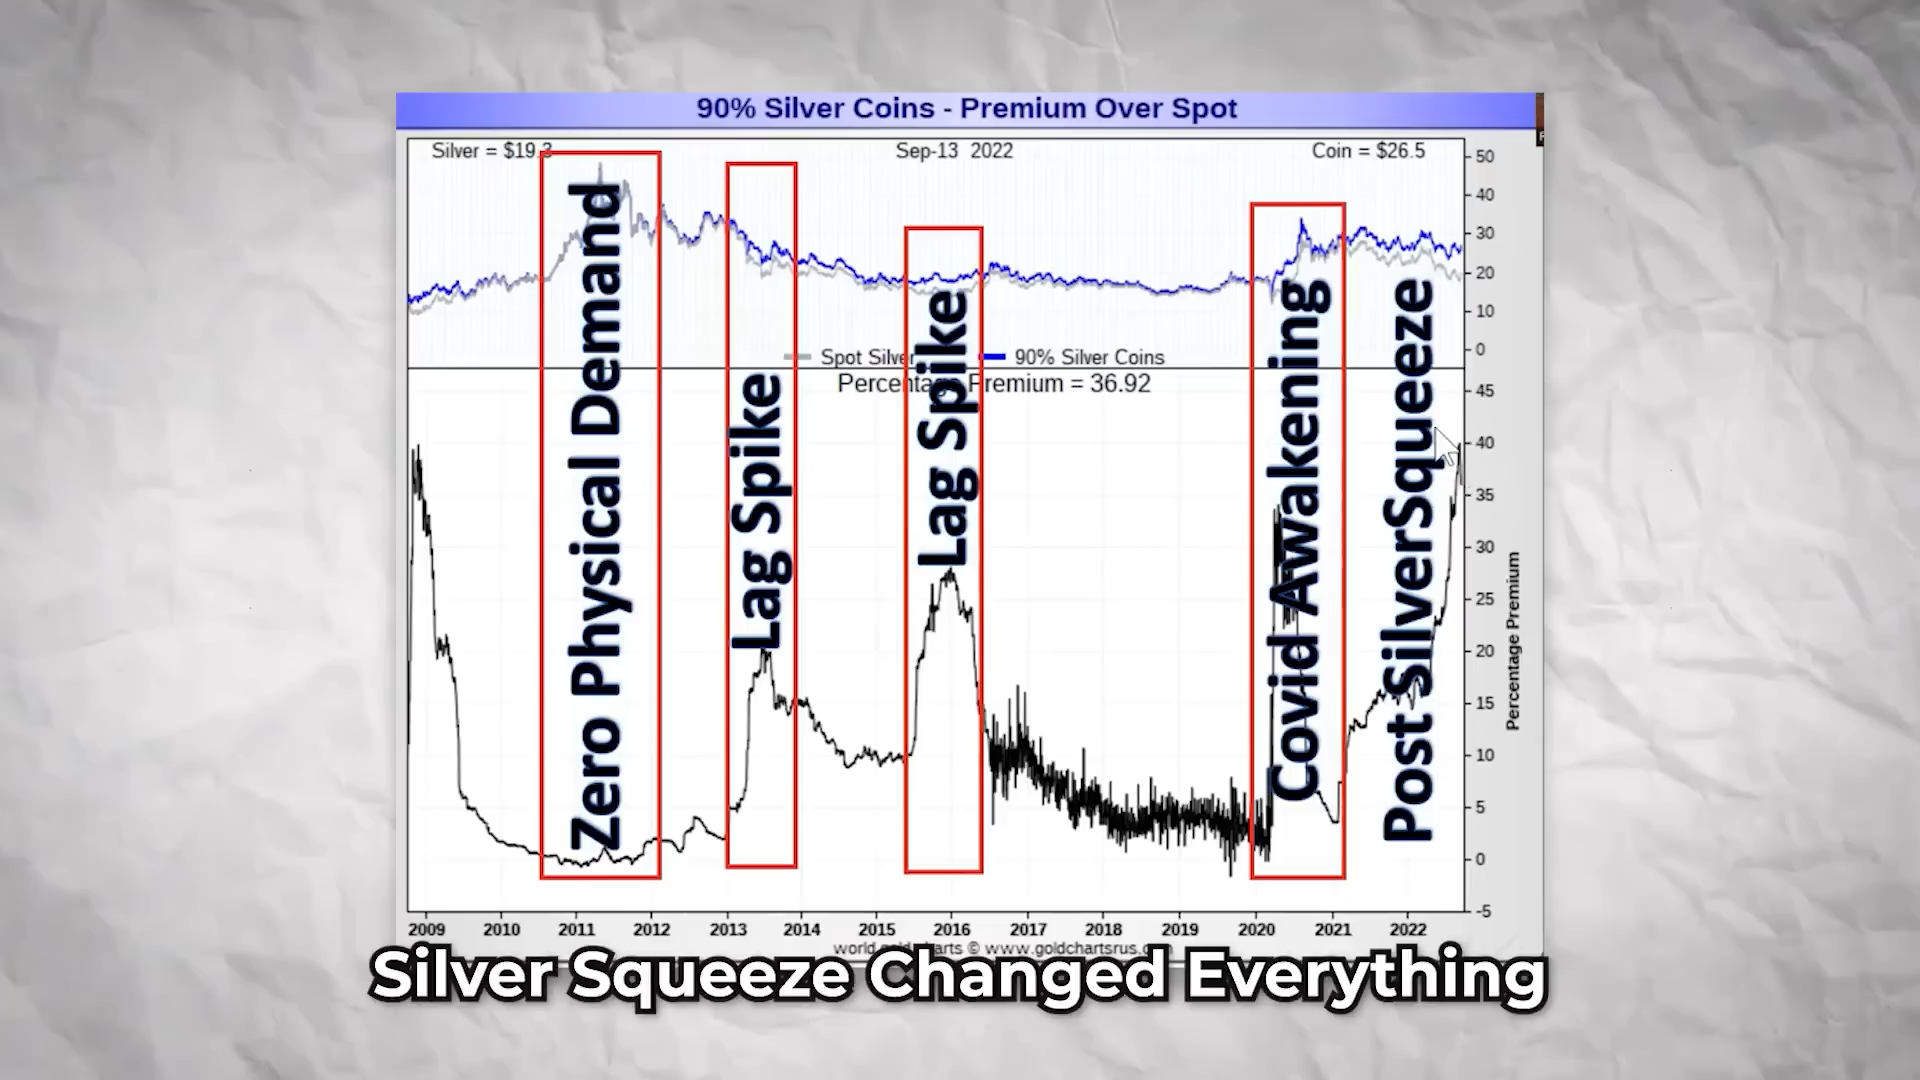 90% Silver Coins - Premium Over Spot
Silver = $19.3
Sep-13 2022
Coin = $26.5
50
40
30
20
10
0
Spot Silver
90% Silver Coins
Percentage Premium = 36.92
45
40
35
30
25
20
15
10
5
0
-5
Percentage Premium
Zero Physical Demand
Lag Spike
Lag Spike
Covid Awakening
Post SilverSqueeze
2009 2010 2011 2012 2013 2014 2015 2016 2017 2018 2019 2020 2021 2022
© www.goldchartsrus
Silver Squeeze Changed Everything